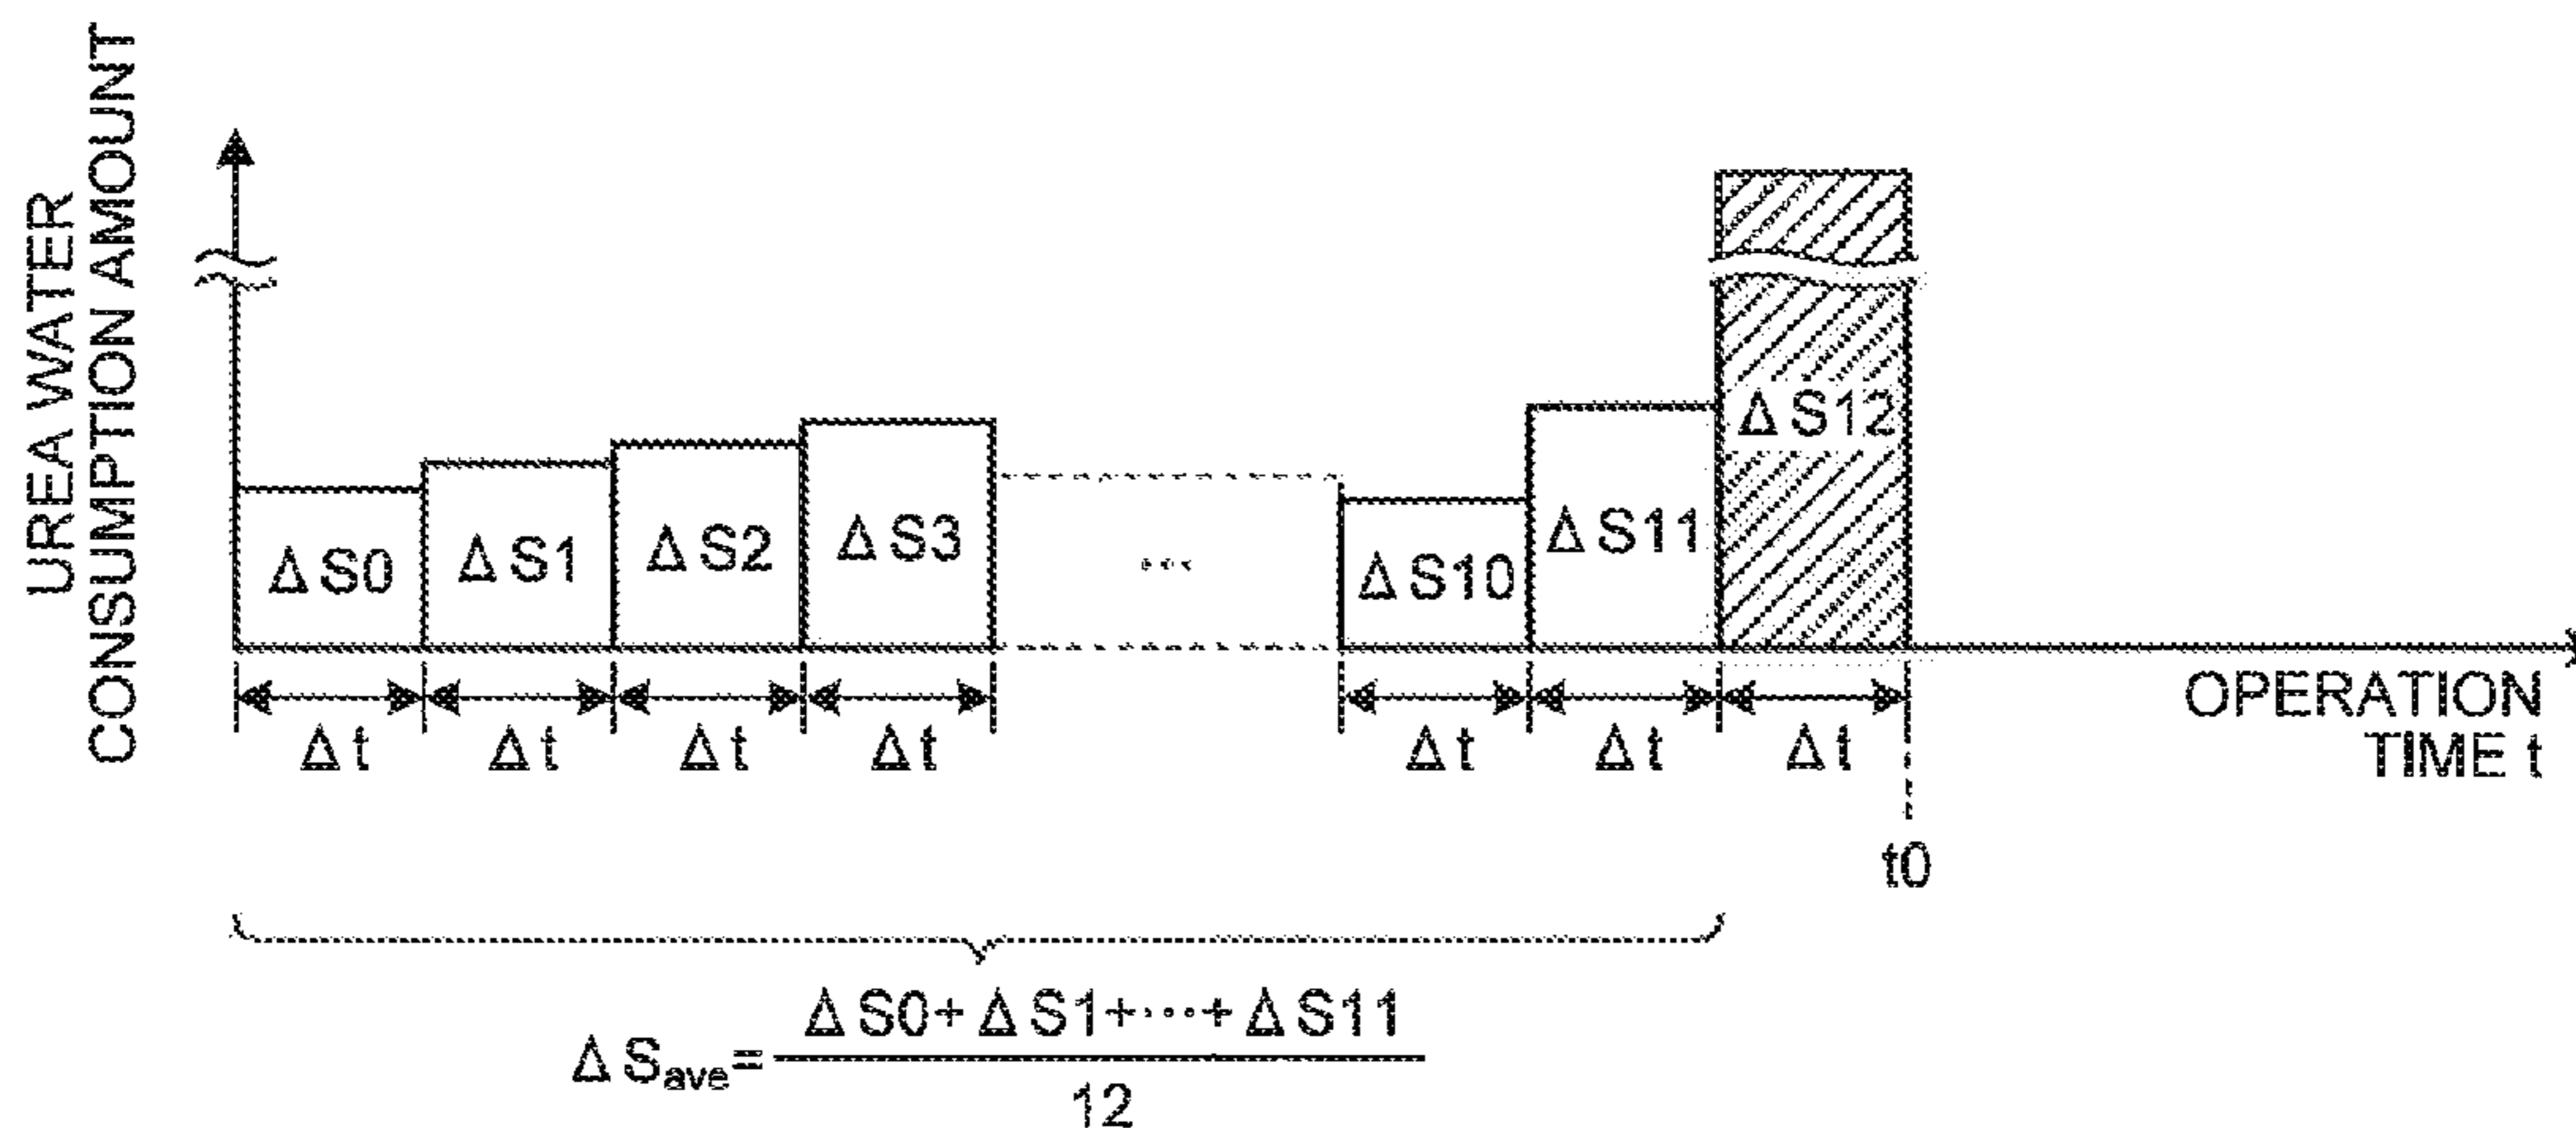 UREA WATER
CONSUMPTION AMOUNT
ΔS0
ΔS1
ΔS2
ΔS3
...
ΔS10
ΔS11
ΔS12
Δt
Δt
Δt
Δt
Δt
Δt
Δt
OPERATION
TIME t
t0
ΔS0+ΔS1+···+ΔS11
ΔSave=
12